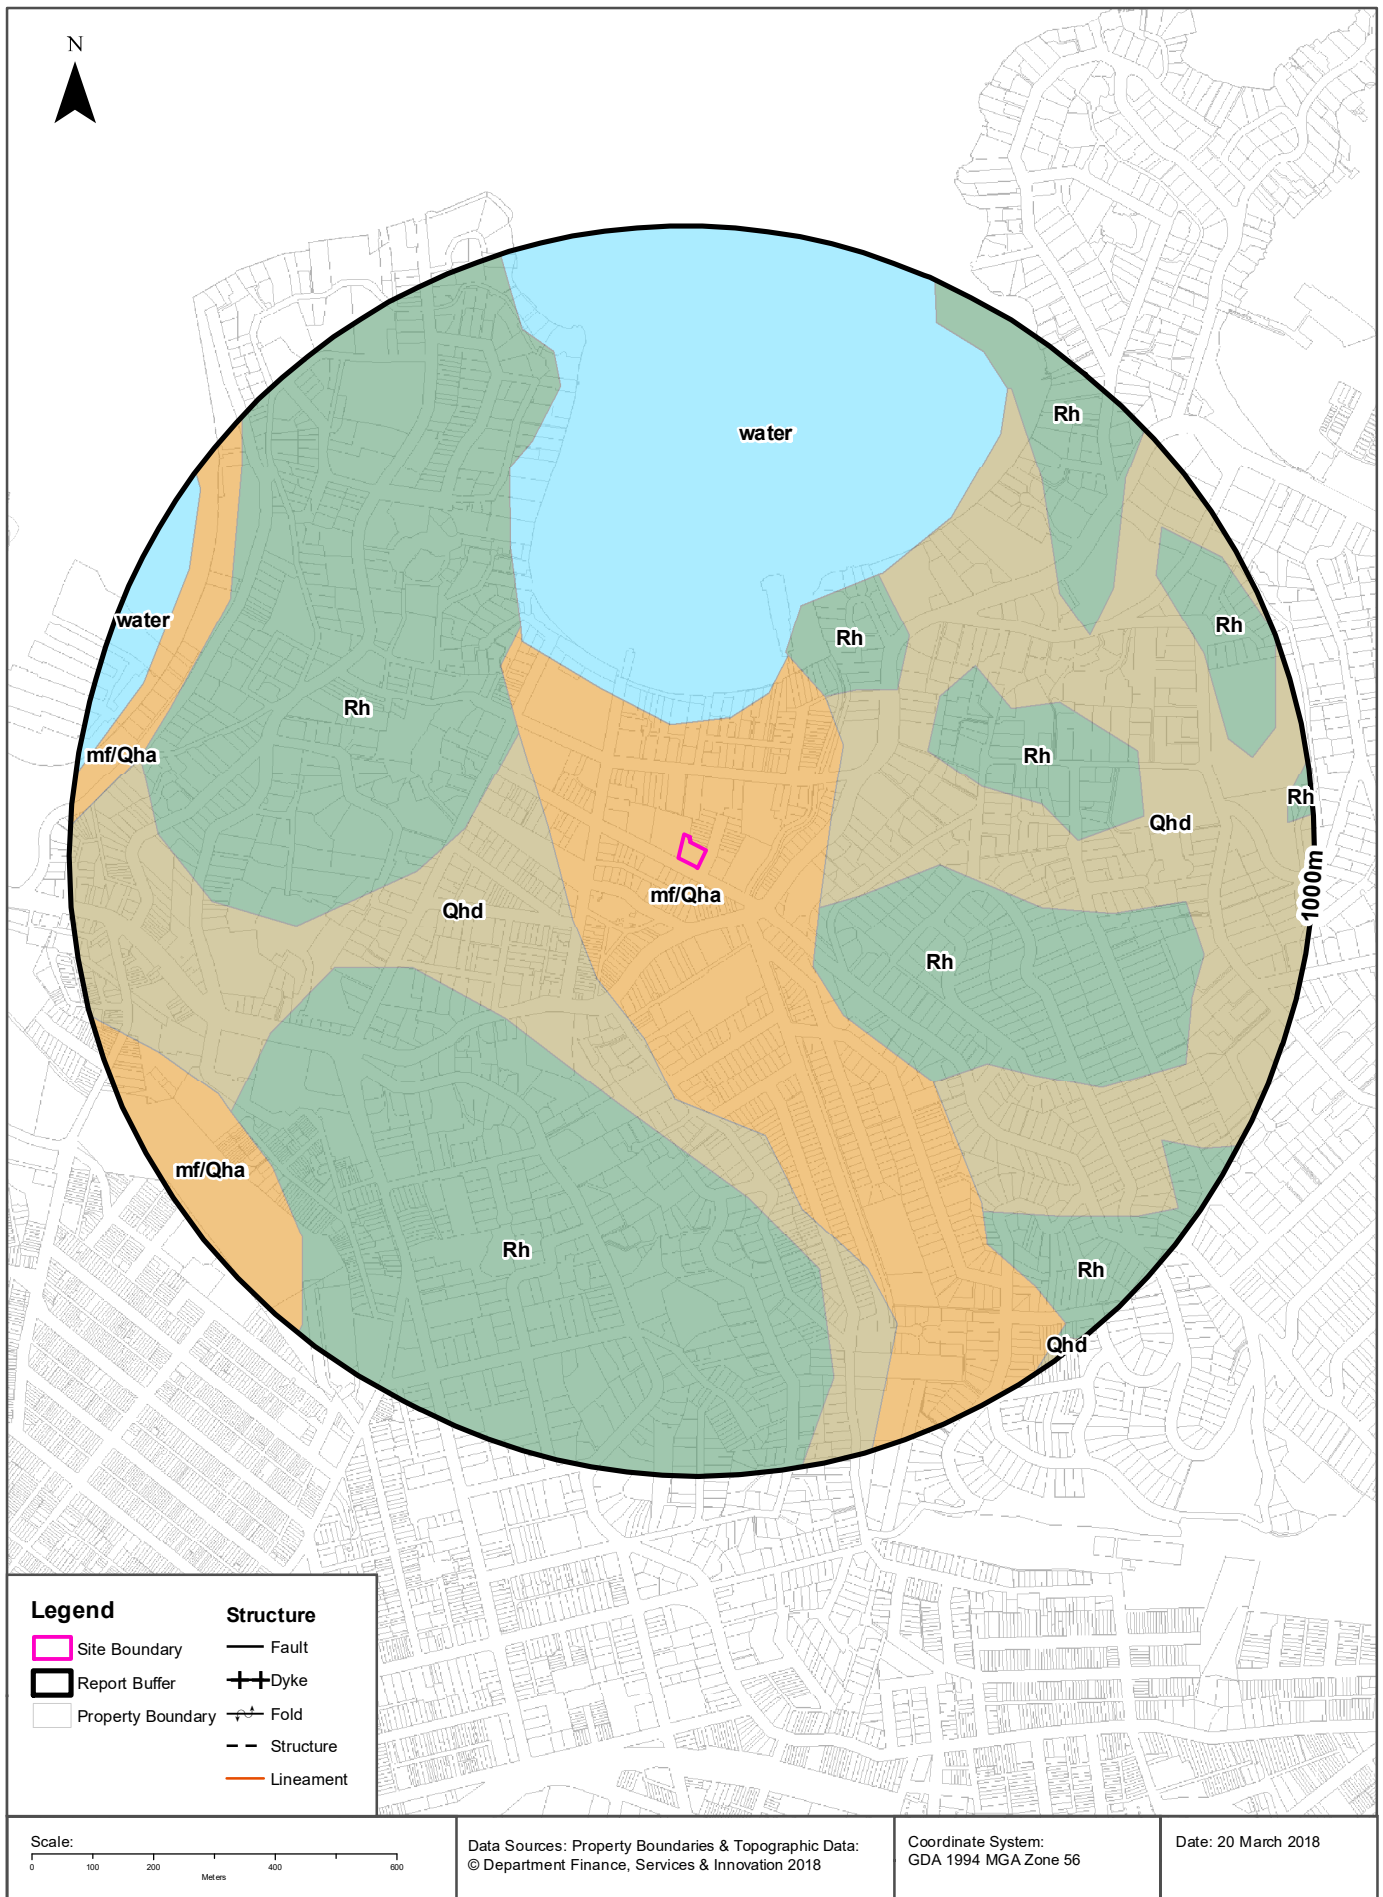 N
water
Rh
Rh
Rh
water
Rh
mf/Qha
Rh
Rh
Qhd
1000m
mf/Qha
Qhd
Rh
mf/Qha
Rh
Rh
Qhd
Legend
Site Boundary
Report Buffer
Property Boundary
Structure
Fault
Dyke
Fold
Structure
Lineament
Scale:
0 100 200 400 600
Meters
Data Sources: Property Boundaries & Topographic Data:
© Department Finance, Services & Innovation 2018
Coordinate System:
GDA 1994 MGA Zone 56
Date: 20 March 2018